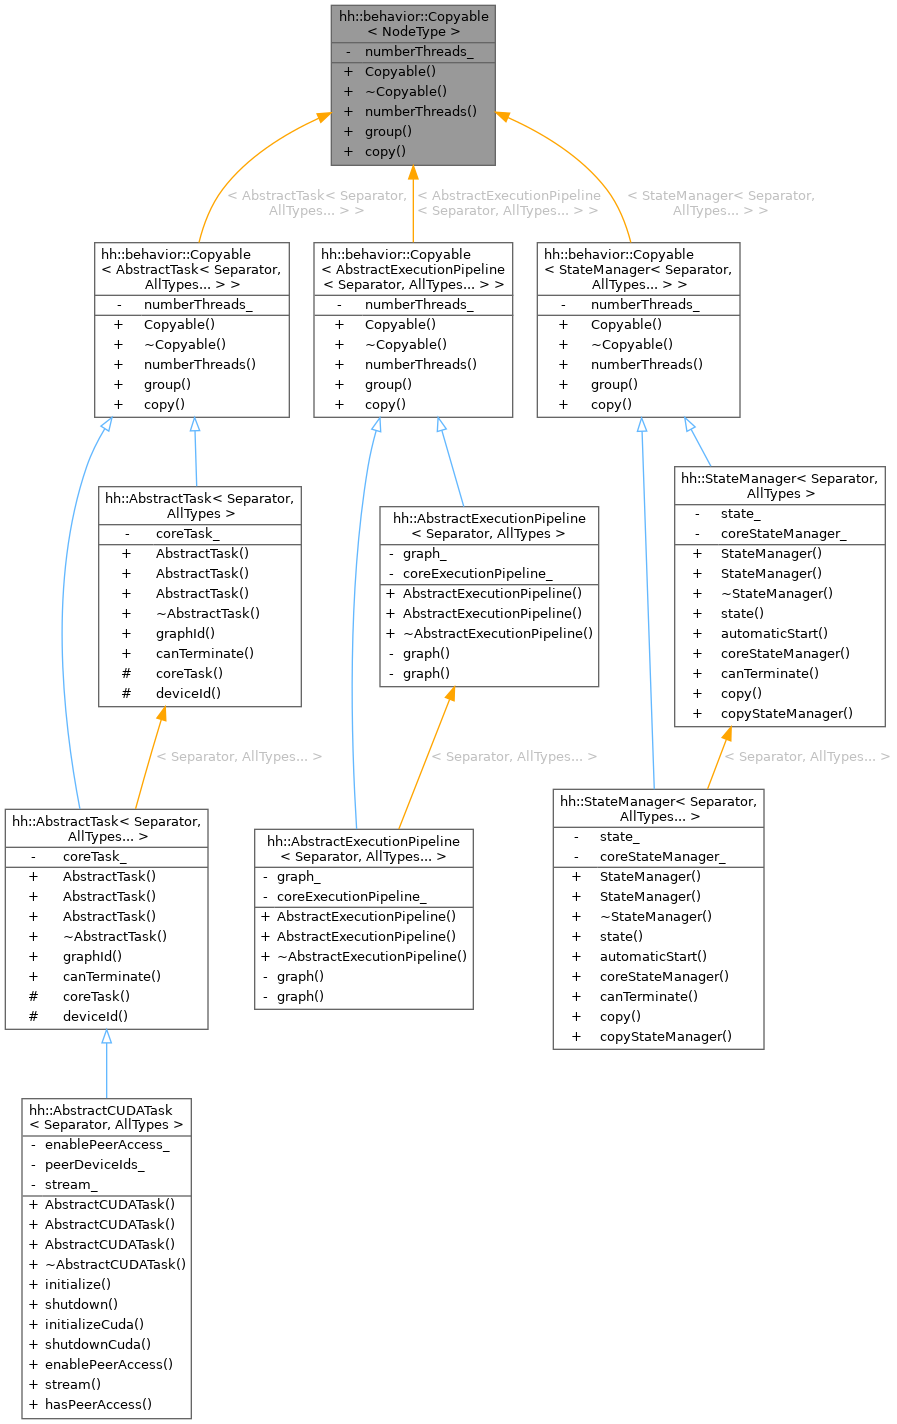 hh::behavior::Copyable
< NodeType >
- numberThreads_
+ Copyable()
+ ~Copyable()
+ numberThreads()
+ group()
+ copy()
< AbstractTask< Separator,
AllTypes... > >
< AbstractExecutionPipeline
< Separator, AllTypes... > >
< StateManager< Separator,
AllTypes... > >
hh::behavior::Copyable
< AbstractTask< Separator,
AllTypes... > >
- numberThreads_
+ Copyable()
+ ~Copyable()
+ numberThreads()
+ group()
+ copy()
hh::behavior::Copyable
< AbstractExecutionPipeline
< Separator, AllTypes... > >
- numberThreads_
+ Copyable()
+ ~Copyable()
+ numberThreads()
+ group()
+ copy()
hh::behavior::Copyable
< StateManager< Separator,
AllTypes... > >
- numberThreads_
+ Copyable()
+ ~Copyable()
+ numberThreads()
+ group()
+ copy()
hh::AbstractTask< Separator,
AllTypes >
- coreTask_
+ AbstractTask()
+ AbstractTask()
+ AbstractTask()
+ ~AbstractTask()
+ graphId()
+ canTerminate()
# coreTask()
# deviceId()
hh::AbstractExecutionPipeline
< Separator, AllTypes >
- graph_
- coreExecutionPipeline_
+ AbstractExecutionPipeline()
+ AbstractExecutionPipeline()
+ ~AbstractExecutionPipeline()
- graph()
- graph()
hh::StateManager< Separator,
AllTypes >
- state_
- coreStateManager_
+ StateManager()
+ StateManager()
+ ~StateManager()
+ state()
+ automaticStart()
+ coreStateManager()
+ canTerminate()
+ copy()
+ copyStateManager()
< Separator, AllTypes... >
< Separator, AllTypes... >
< Separator, AllTypes... >
hh::AbstractTask< Separator,
AllTypes... >
- coreTask_
+ AbstractTask()
+ AbstractTask()
+ AbstractTask()
+ ~AbstractTask()
+ graphId()
+ canTerminate()
# coreTask()
# deviceId()
hh::AbstractExecutionPipeline
< Separator, AllTypes... >
- graph_
- coreExecutionPipeline_
+ AbstractExecutionPipeline()
+ AbstractExecutionPipeline()
+ ~AbstractExecutionPipeline()
- graph()
- graph()
hh::StateManager< Separator,
AllTypes... >
- state_
- coreStateManager_
+ StateManager()
+ StateManager()
+ ~StateManager()
+ state()
+ automaticStart()
+ coreStateManager()
+ canTerminate()
+ copy()
+ copyStateManager()
hh::AbstractCUDATask
< Separator, AllTypes >
- enablePeerAccess_
- peerDeviceIds_
- stream_
+ AbstractCUDATask()
+ AbstractCUDATask()
+ AbstractCUDATask()
+ ~AbstractCUDATask()
+ initialize()
+ shutdown()
+ initializeCuda()
+ shutdownCuda()
+ enablePeerAccess()
+ stream()
+ hasPeerAccess()